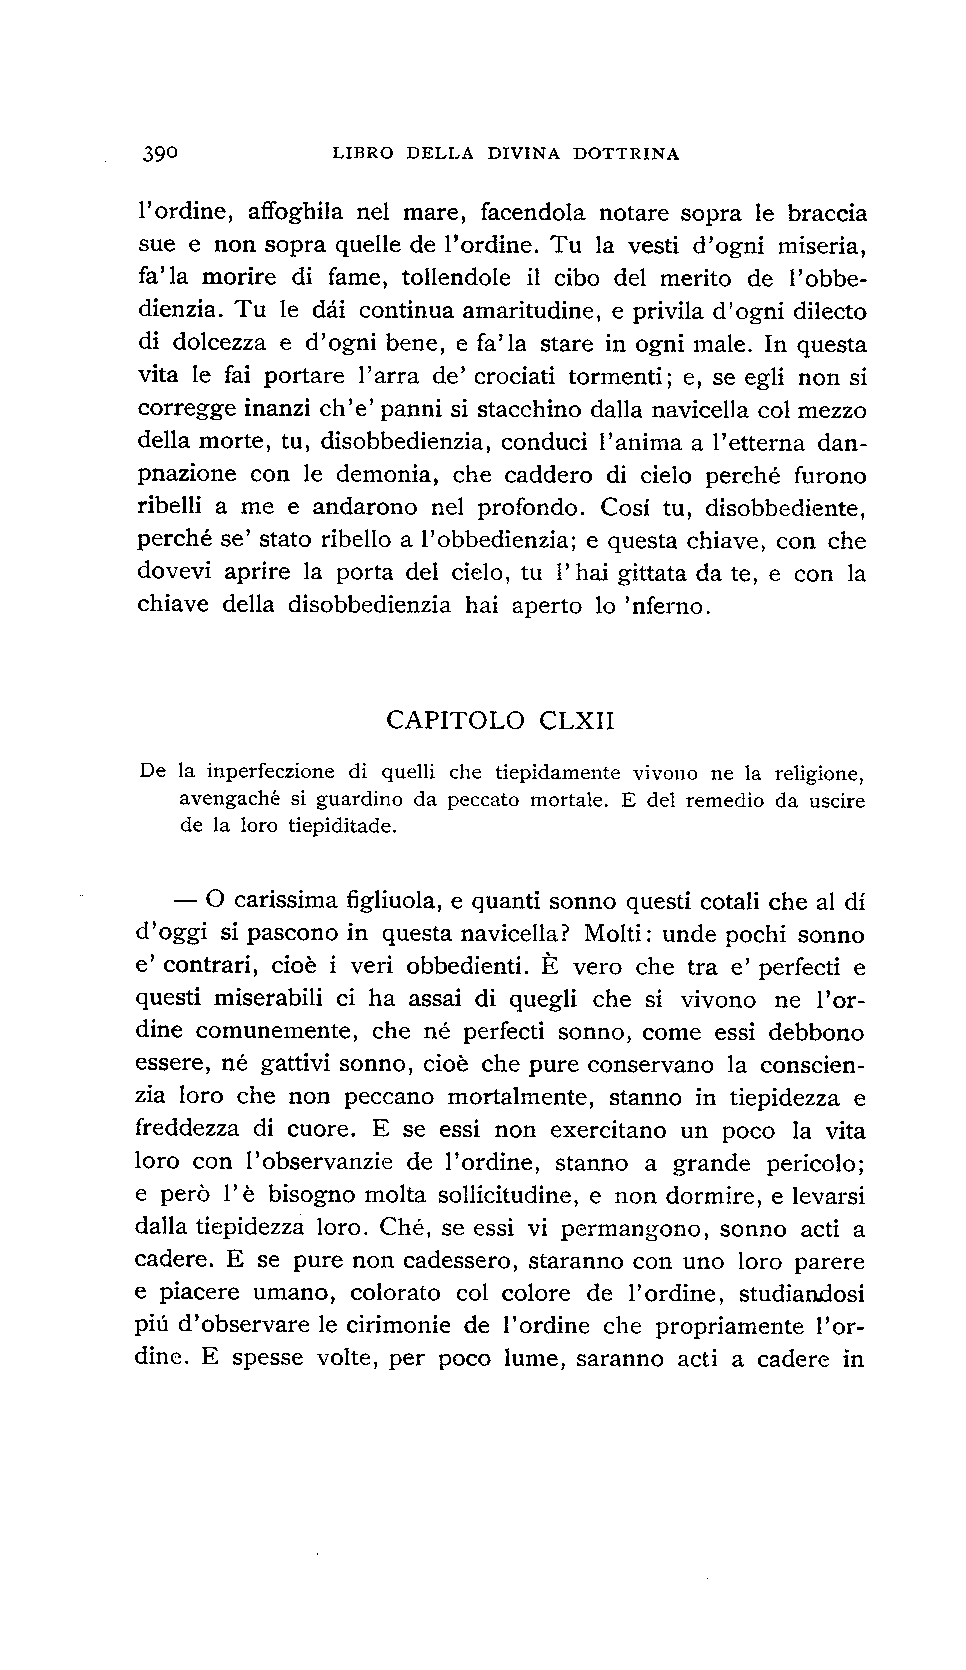 390 LIBRO DELLA DIVINA DOTTRINA
l'ordine, affoghila nel mare, facendola notare sopra le braccia
sue e non sopra quelle de l'ordine. Tu la vesti d'ogni miseria,
fa'la morire di fame, tollendole il cibo del merito de l'obbe-
dienzia. Tu le dái continua amaritudine, e privila d'ogni dilecto
di dolcezza e d'ogni bene, e fa'la stare in ogni male. In questa
vita le fai portare l'arra de' crociati tormenti; e, se egli non si
corregge inanzi ch'e' panni si stacchino dalla navicella col mezzo
della morte, tu, disobbedienzia, conduci l'anima a l'etterna dan-
pnazione con le demonia, che caddero di cielo perché furono
ribelli a me e andarono nel profondo. Cosí tu, disobbediente,
perché se' stato ribello a l'obbedienzia; e questa chiave, con che
dovevi aprire la porta del cielo, tu l'hai gittata da te, e con la
chiave della disobbedienzia hai aperto lo 'nferno.
CAPITOLO CLXII
De la inperfeczione di quelli che tiepidamente vivono ne la religione,
avengaché si guardino da peccato mortale. E del remedio da uscire
de la loro tiepiditade.
— O carissima figliuola, e quanti sonno questi cotali che al dí
d'oggi si pascono in questa navicella? Molti: unde pochi sonno
e' contrari, cioè i veri obbedienti. È vero che tra e' perfecti e
questi miserabili ci ha assai di quegli che si vivono ne l'or-
dine comunemente, che né perfecti sonno, come essi debbono
essere, né gattivi sonno, cioè che pure conservano la conscien-
zia loro che non peccano mortalmente, stanno in tiepidezza e
freddezza di cuore. E se essi non exercitano un poco la vita
loro con l'observanzie de l'ordine, stanno a grande pericolo;
e però l'è bisogno molta sollicitudine, e non dormire, e levarsi
dalla tiepidezza loro. Ché, se essi vi permangono, sonno acti a
cadere. E se pure non cadessero, staranno con uno loro parere
e piacere umano, colorato col colore de l'ordine, studiandosi
piú d'observare le cirimonie de l'ordine che propriamente l'or-
dine. E spesse volte, per poco lume, saranno acti a cadere in